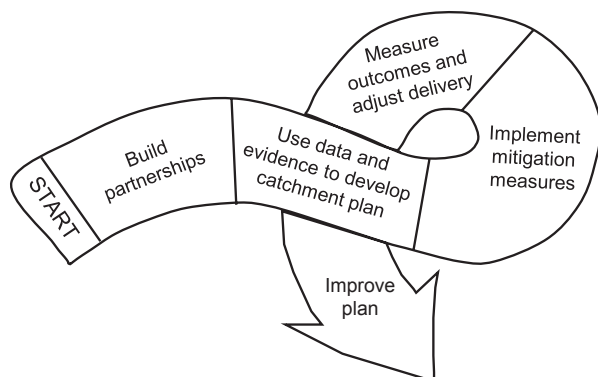 START
Build
partnerships
Use data and
evidence to develop
catchment plan
Implement
mitigation
measures
Measure
outcomes and
adjust delivery
Improve
plan